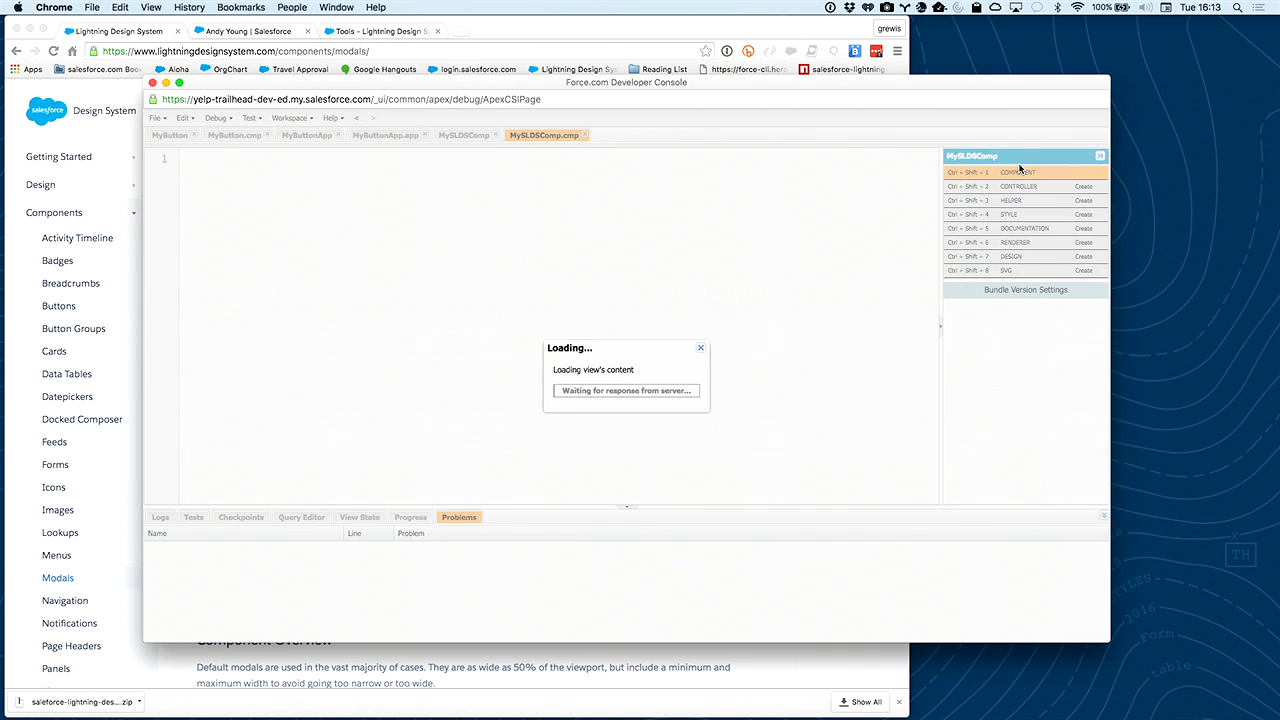 Chrome File Edit View History Bookmarks People Window Help 100% Tue 16:13
Lightning Design System × Andy Young | Salesforce × Tools - Lightning Design Sy × grewis
https://www.lightningdesignsystem.com/components/modals/
Apps salesforce.com Book Aloha OrgChart Travel Approval Google Hangouts login.salesforce.com Lightning Design Sy Reading List https://force-cli.hero salesforce-lightning
Force.com Developer Console
https://yelp-trailhead-dev-ed.my.salesforce.com/_ui/common/apex/debug/ApexCSIPage
File Edit Debug Test Workspace Help < >
MyButton MyButton.cmp MyButtonApp MyButtonApp.app MySLDSComp MySLDSComp.cmp
1
MySLDSComp
Ctrl + Shift + 1 COMPONENT
Ctrl + Shift + 2 CONTROLLER Create
Ctrl + Shift + 3 HELPER Create
Ctrl + Shift + 4 STYLE Create
Ctrl + Shift + 5 DOCUMENTATION Create
Ctrl + Shift + 6 RENDERER Create
Ctrl + Shift + 7 DESIGN Create
Ctrl + Shift + 8 SVG Create
Bundle Version Settings
Loading...
Loading view's content
Waiting for response from server...
Logs Tests Checkpoints Query Editor View State Progress Problems
Name Line Problem
salesforce Design System
Getting Started
Design
Components
Activity Timeline
Badges
Breadcrumbs
Buttons
Button Groups
Cards
Data Tables
Datepickers
Docked Composer
Feeds
Forms
Icons
Images
Lookups
Menus
Modals
Navigation
Notifications
Page Headers
Panels
Component Overview
Default modals are used in the vast majority of cases. They are as wide as 50% of the viewport, but include a minimum and
maximum width to avoid going too narrow or too wide.
saleforce-lightning-des....zip Show All
TH
STYLES
2016
Form
table